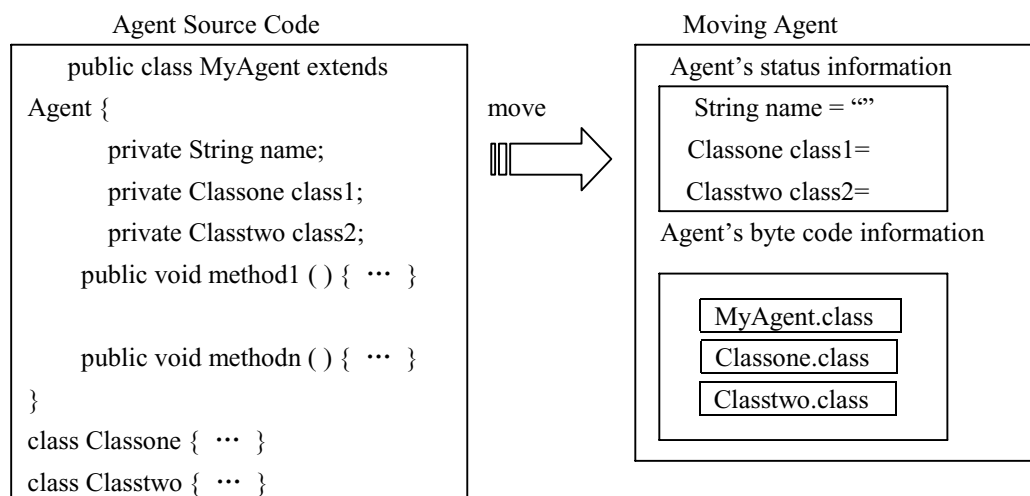 Agent Source Code
public class MyAgent extends
Agent {
private String name;
private Classone class1;
private Classtwo class2;
public void method1 ( ) { ··· }
public void methodn ( ) { ··· }
}
class Classone { ··· }
class Classtwo { ··· }
move
Moving Agent
Agent’s status information
String name = “”
Classone class1=
Classtwo class2=
Agent’s byte code information
MyAgent.class
Classone.class
Classtwo.class